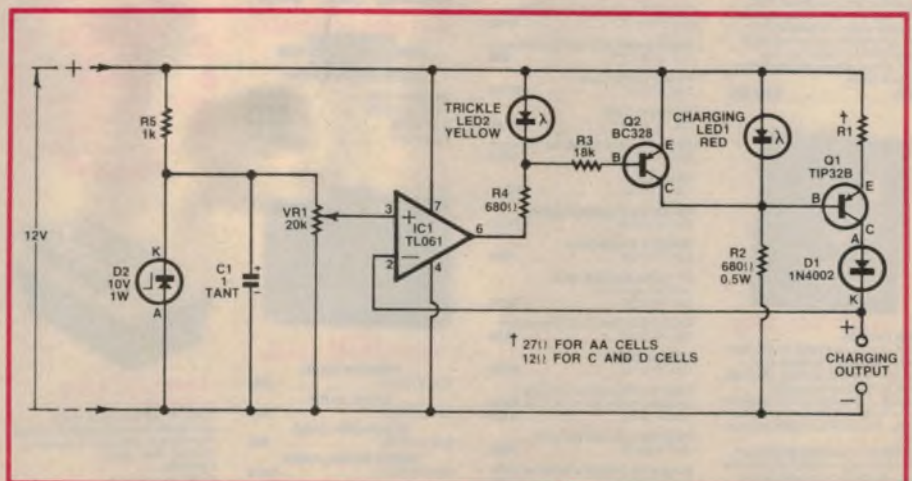 +
12V
R5
1k
K
D2
10V
1W
A
C1
1
TANT
+
−
VR1
20k
3
+
2
−
IC1
TL061
7
4
6
TRICKLE
LED2
YELLOW
λ
R4
680Ω
R3
18k
Q2
BC328
B
E
C
CHARGING
LED1
RED
λ
R2
680Ω
0.5W
† R1
Q1
TIP32B
B
E
C
A
D1
1N4002
K
+
CHARGING
OUTPUT
−
† 27Ω FOR AA CELLS
12Ω FOR C AND D CELLS
−